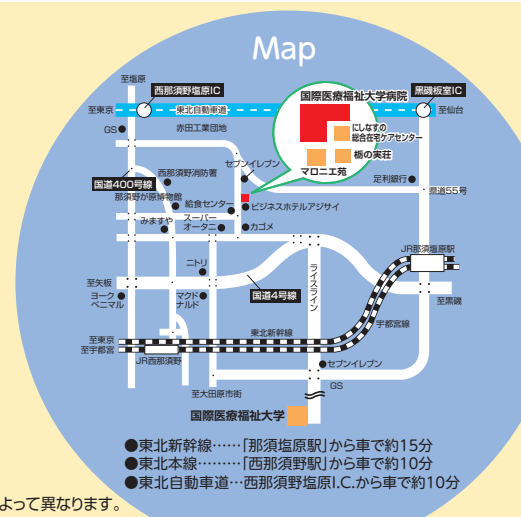 Map
至塩原
西那須野塩原IC
国際医療福祉大学病院
黒磯板室IC
至東京
東北自動車道
至仙台
GS
赤田工業団地
にしなすの
総合在宅ケアセンター
栃の実荘
マロニエ苑
セブンイレブン
西那須野消防署
足利銀行
国道400号線
県道55号
那須野が原博物館
給食センター
ビジネスホテルアジサイ
みますや
スーパー
オータニ
カゴメ
JR那須塩原駅
ニトリ
ライスライン
至矢板
国道4号線
ヨーク
ベニマル
マクド
ナルド
至黒磯
宇都宮線
東北新幹線
至東京
至宇都宮
JR西那須野
セブンイレブン
GS
至大田原市街
国際医療福祉大学
●東北新幹線……「那須塩原駅」から車で約15分
●東北本線………「西那須野駅」から車で約10分
●東北自動車道…西那須野塩原I.C.から車で約10分
よって異なります。